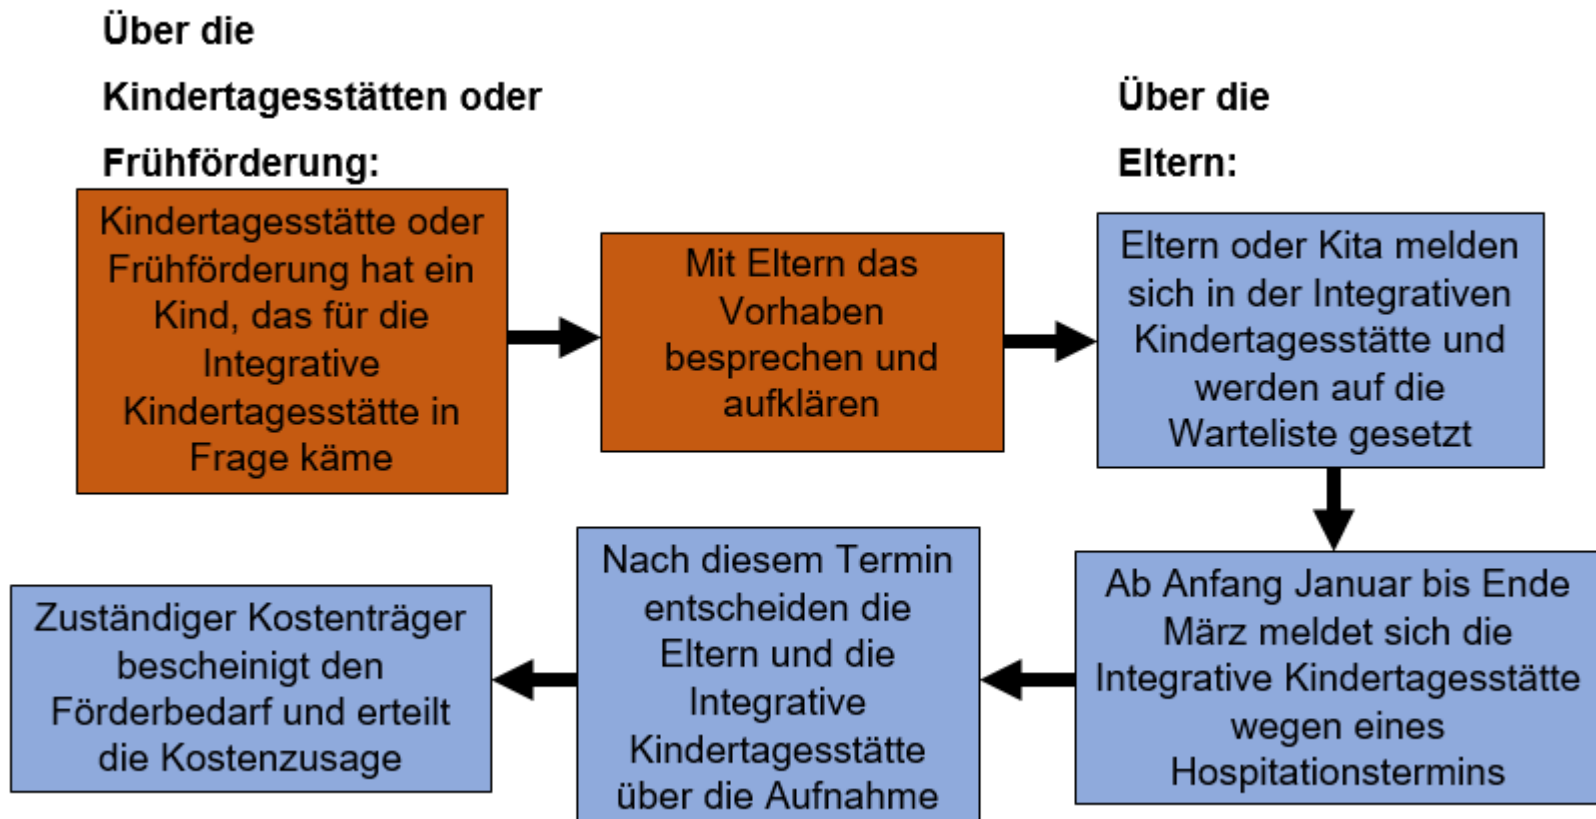 Über die
Kindertagesstätten oder
Frühförderung:
Über die
Eltern:
Kindertagesstätte oder
Frühförderung hat ein
Kind, das für die
Integrative
Kindertagesstätte in
Frage käme
Mit Eltern das
Vorhaben
besprechen und
aufklären
Eltern oder Kita melden
sich in der Integrativen
Kindertagesstätte und
werden auf die
Warteliste gesetzt
Ab Anfang Januar bis Ende
März meldet sich die
Integrative Kindertagesstätte
wegen eines
Hospitationstermins
Nach diesem Termin
entscheiden die
Eltern und die
Integrative
Kindertagesstätte
über die Aufnahme
Zuständiger Kostenträger
bescheinigt den
Förderbedarf und erteilt
die Kostenzusage